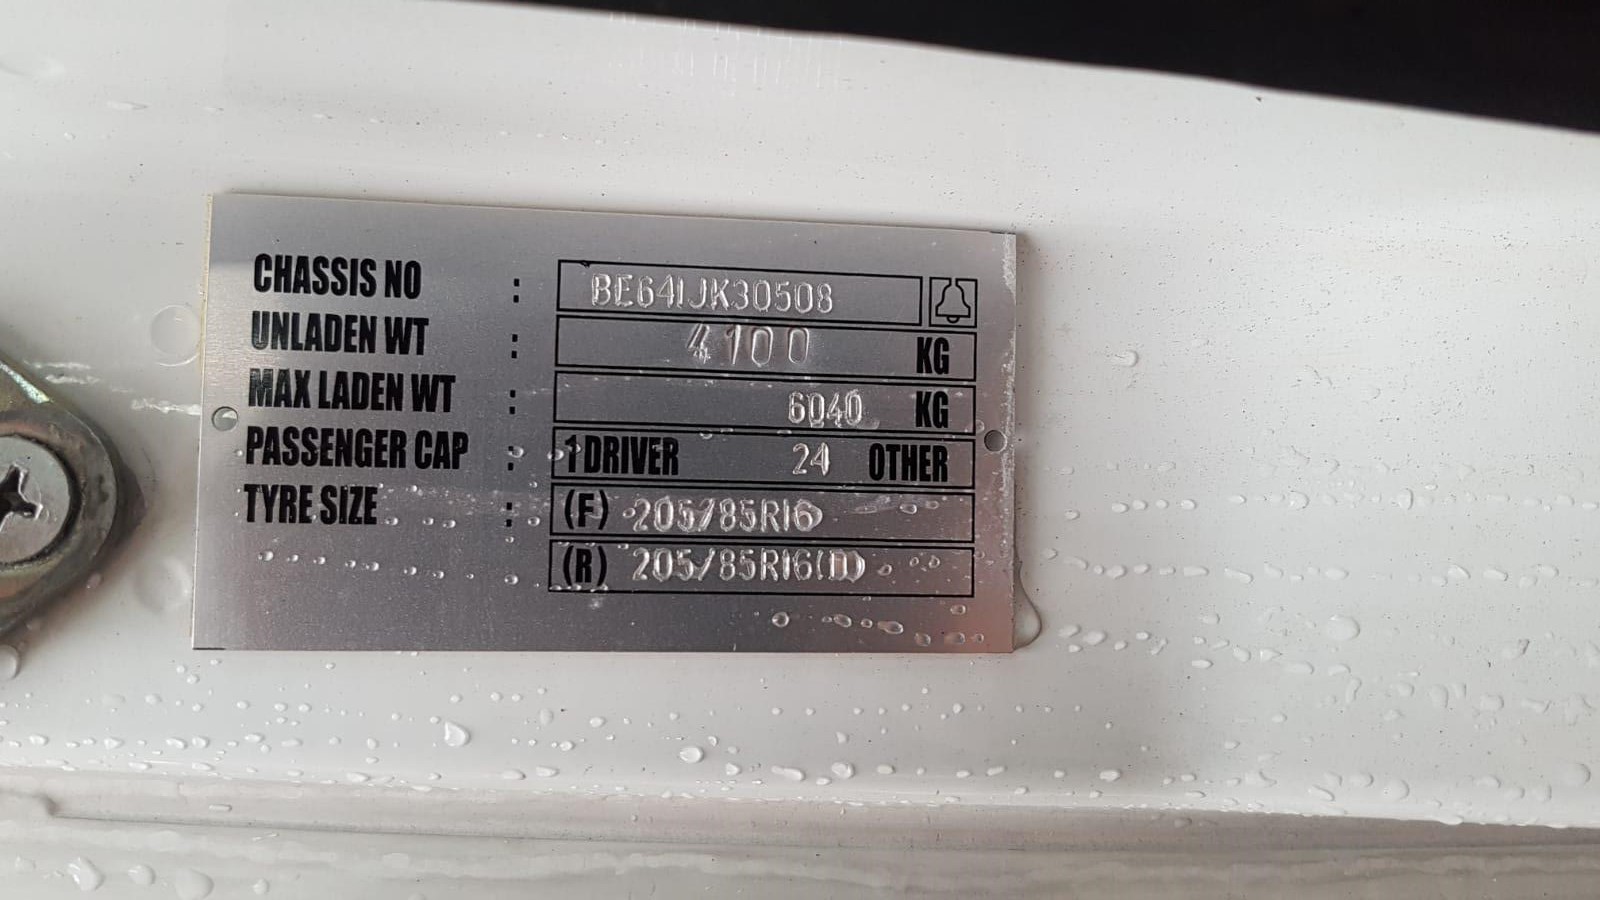 CHASSIS NO : BE641JK30508
UNLADEN WT : 4100 KG
MAX LADEN WT : 6040 KG
PASSENGER CAP : 1 DRIVER 24 OTHER
TYRE SIZE : (F) 205/85R16
(R) 205/85R16(D)